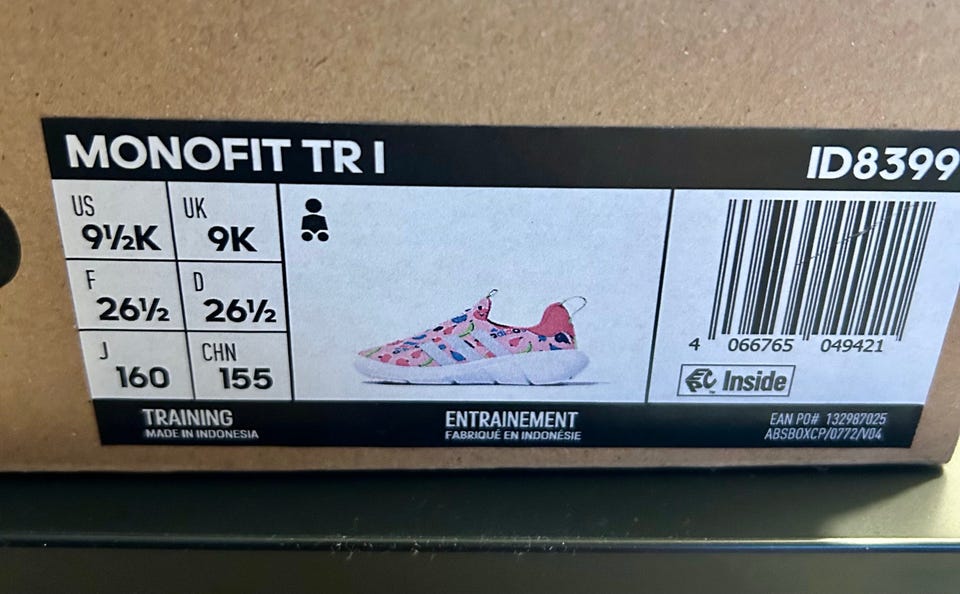 MONOFIT TR I ID8399
US UK
9½K 9K
F D
26½ 26½
J CHN
160 155
4 066765 049421
Inside
TRAINING
MADE IN INDONESIA
ENTRAINEMENT
FABRIQUÉ EN INDONÉSIE
EAN PO# 132987025
ABSBOXCP/0772/V04